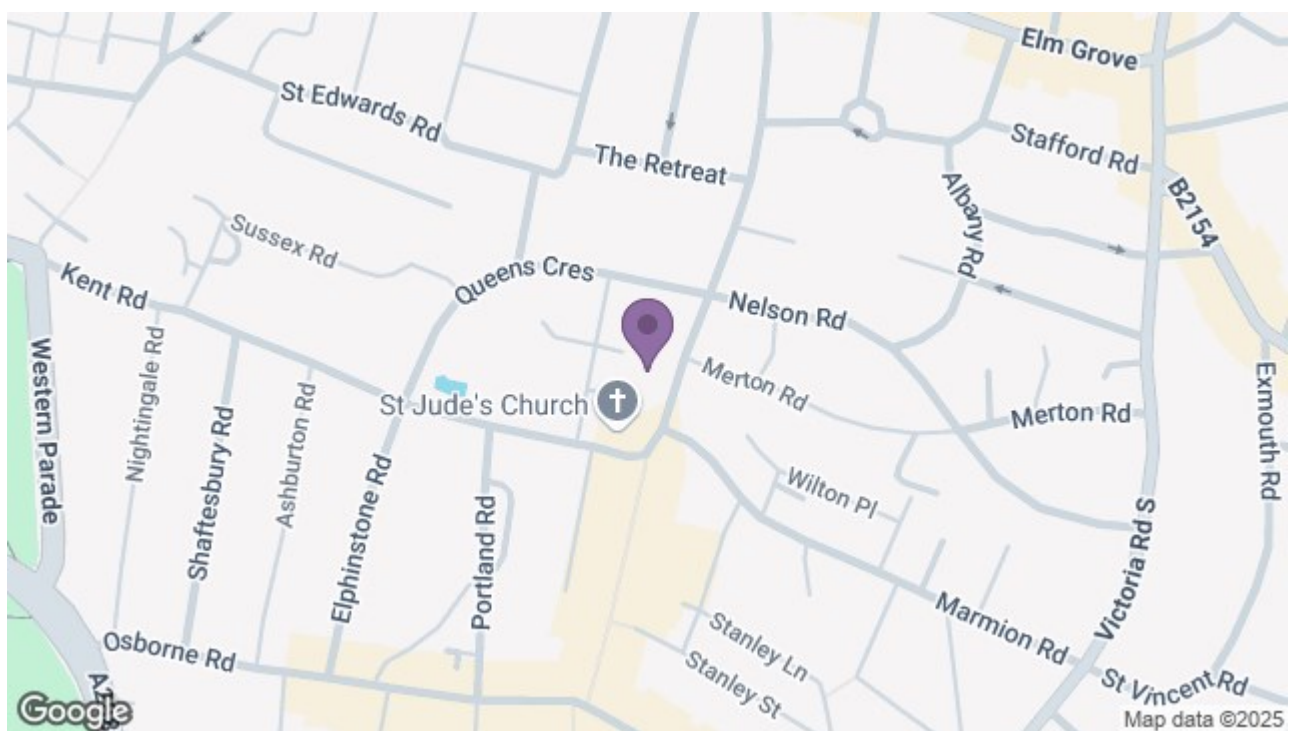 Elm Grove
St Edwards Rd
Stafford Rd
The Retreat
Albany Rd
B2154
Sussex Rd
Queens Cres
Kent Rd
Nelson Rd
Western Parade
Nightingale Rd
Shaftesbury Rd
Ashburton Rd
Elphinstone Rd
St Jude's Church
Merton Rd
Merton Rd
Exmouth Rd
Portland Rd
Wilton Pl
Victoria Rd S
Marmion Rd
Stanley Ln
Stanley St
St Vincent Rd
Osborne Rd
Google
Map data ©2025